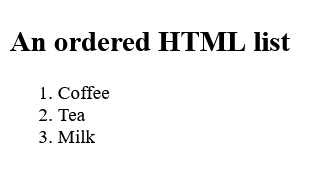 An ordered HTML list
1. Coffee
2. Tea
3. Milk